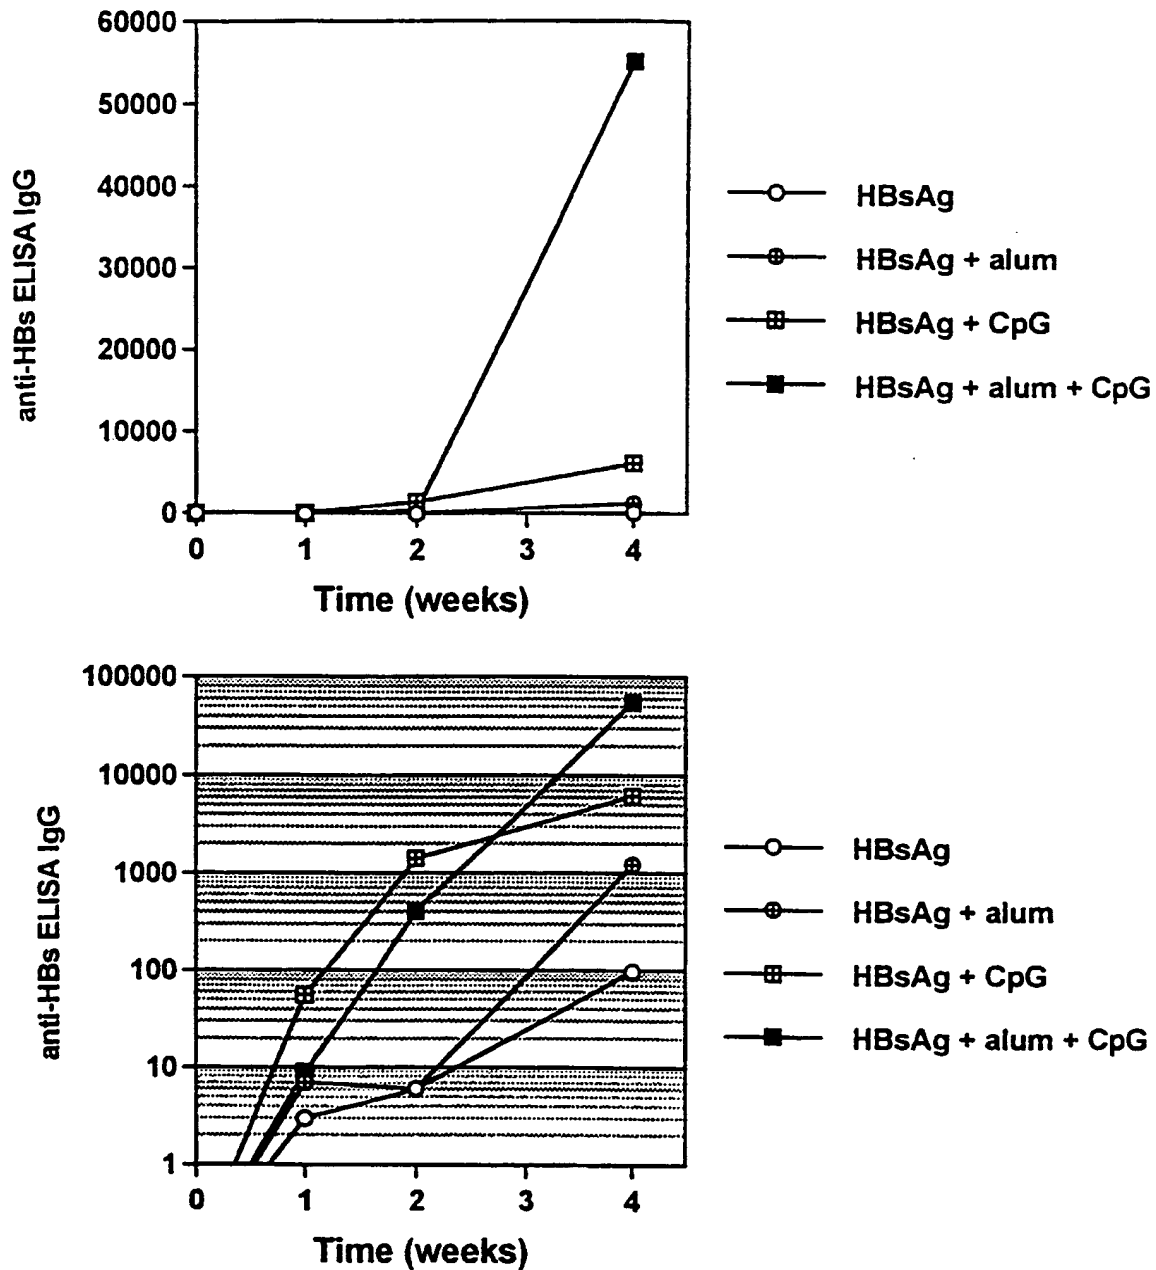 60000
50000
40000
30000
20000
10000
0
anti-HBs ELISA IgG
0 1 2 3 4
Time (weeks)
HBsAg
HBsAg + alum
HBsAg + CpG
HBsAg + alum + CpG
100000
10000
1000
100
10
1
anti-HBs ELISA IgG
0 1 2 3 4
Time (weeks)
HBsAg
HBsAg + alum
HBsAg + CpG
HBsAg + alum + CpG